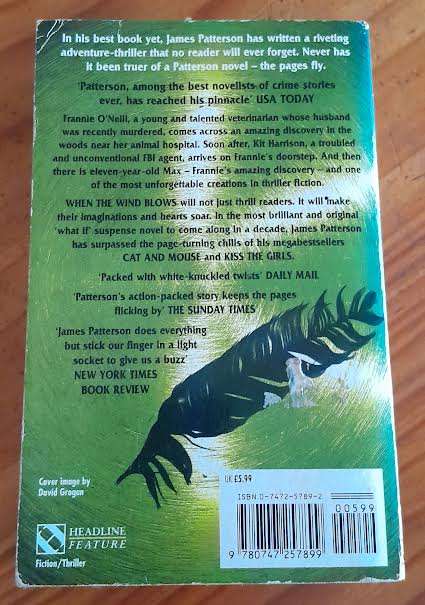 In his best book yet, James Patterson has written a riveting
adventure-thriller that no reader will ever forget. Never has
it been truer of a Patterson novel – the pages fly.
'Patterson, among the best novelists of crime stories
ever, has reached his pinnacle' USA TODAY
Frannie O'Neill, a young and talented veterinarian whose husband
was recently murdered, comes across an amazing discovery in the
woods near her animal hospital. Soon after, Kit Harrison, a troubled
and unconventional FBI agent, arrives on Frannie's doorstep. And then
there is eleven-year-old Max – Frannie's amazing discovery – and one
of the most unforgettable creations in thriller fiction.
WHEN THE WIND BLOWS will not just thrill readers. It will make
their imaginations and hearts soar. In the most brilliant and original
'what if' suspense novel to come along in a decade, James Patterson
has surpassed the page-turning chills of his megabestsellers
CAT AND MOUSE and KISS THE GIRLS.
'Packed with white-knuckled twists' DAILY MAIL
'Patterson's action-packed story keeps the pages
flicking by' THE SUNDAY TIMES
'James Patterson does everything
but stick our finger in a light
socket to give us a buzz'
NEW YORK TIMES
BOOK REVIEW
Cover image by
David Grogan
HEADLINE
FEATURE
Fiction/Thriller
UK £5.99
ISBN 0-7472-5789-2
00599
9 780747 257899